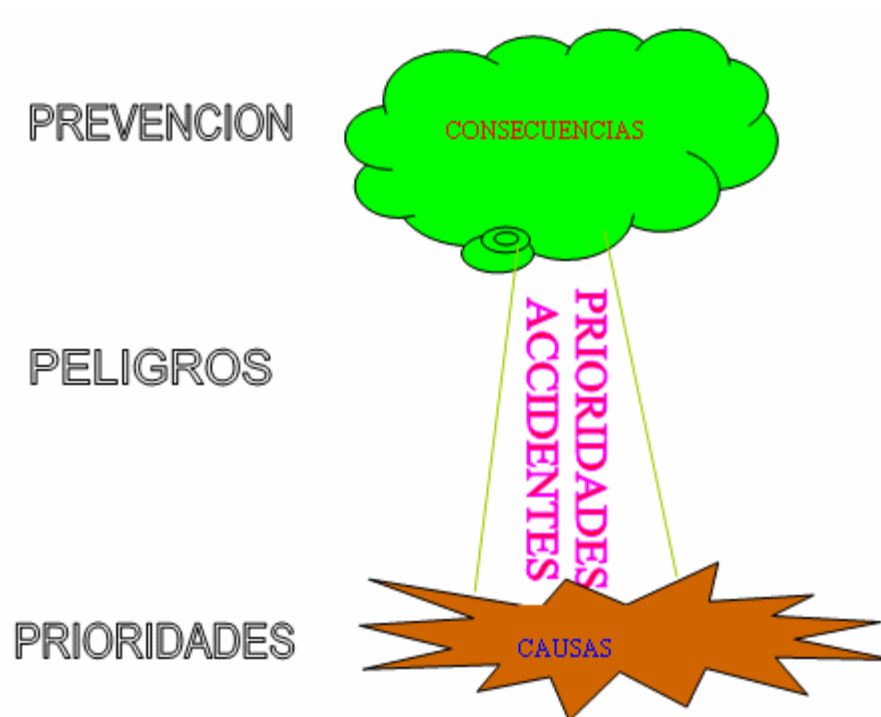 PREVENCION
CONSECUENCIAS
PELIGROS
PRIORIDADES
ACCIDENTES
PRIORIDADES
CAUSAS